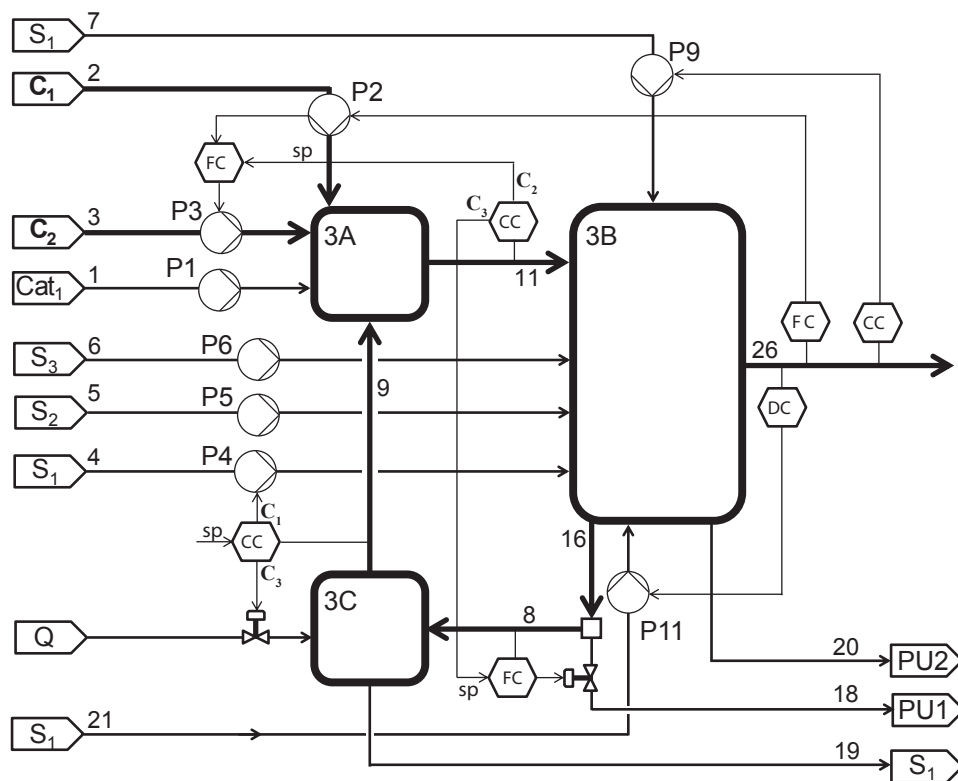 7
S1
P9
2
C1
P2
sp
FC
C2
C3
CC
3
C2
P3
3A
3B
11
1
Cat1
P1
FC
CC
6
S3
P6
26
9
5
S2
P5
DC
4
S1
P4
C1
sp
CC
16
C3
3C
8
Q
P11
20
PU2
sp
FC
18
PU1
21
S1
19
S1